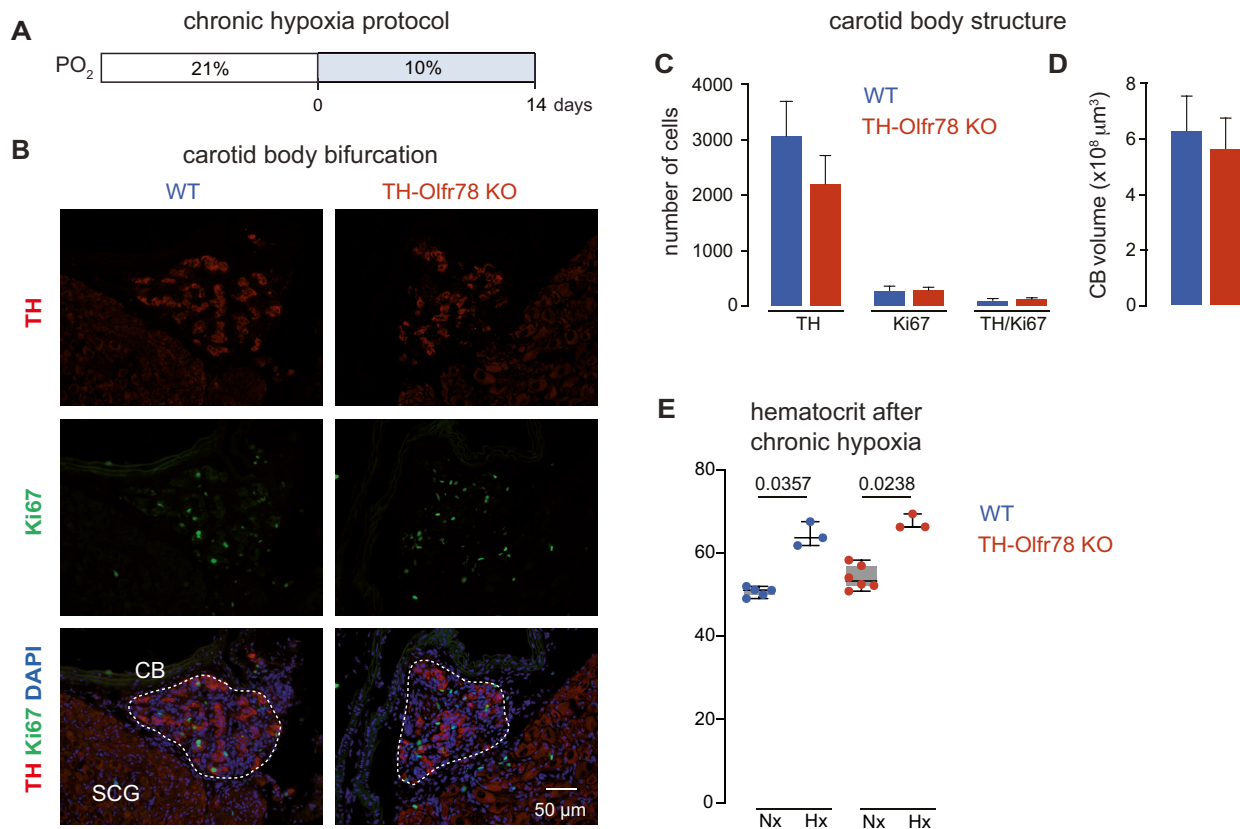 A
chronic hypoxia protocol
PO2
21%
10%
0
14 days
B
carotid body bifurcation
WT
TH-Olfr78 KO
TH
Ki67
TH Ki67 DAPI
CB
SCG
50 µm
carotid body structure
C
number of cells
4000
3000
2000
1000
0
WT
TH-Olfr78 KO
TH
Ki67
TH/Ki67
D
CB volume (x10⁸ µm³)
8
6
4
2
0
E
hematocrit after
chronic hypoxia
80
60
40
20
0
0.0357
0.0238
WT
TH-Olfr78 KO
Nx
Hx
Nx
Hx